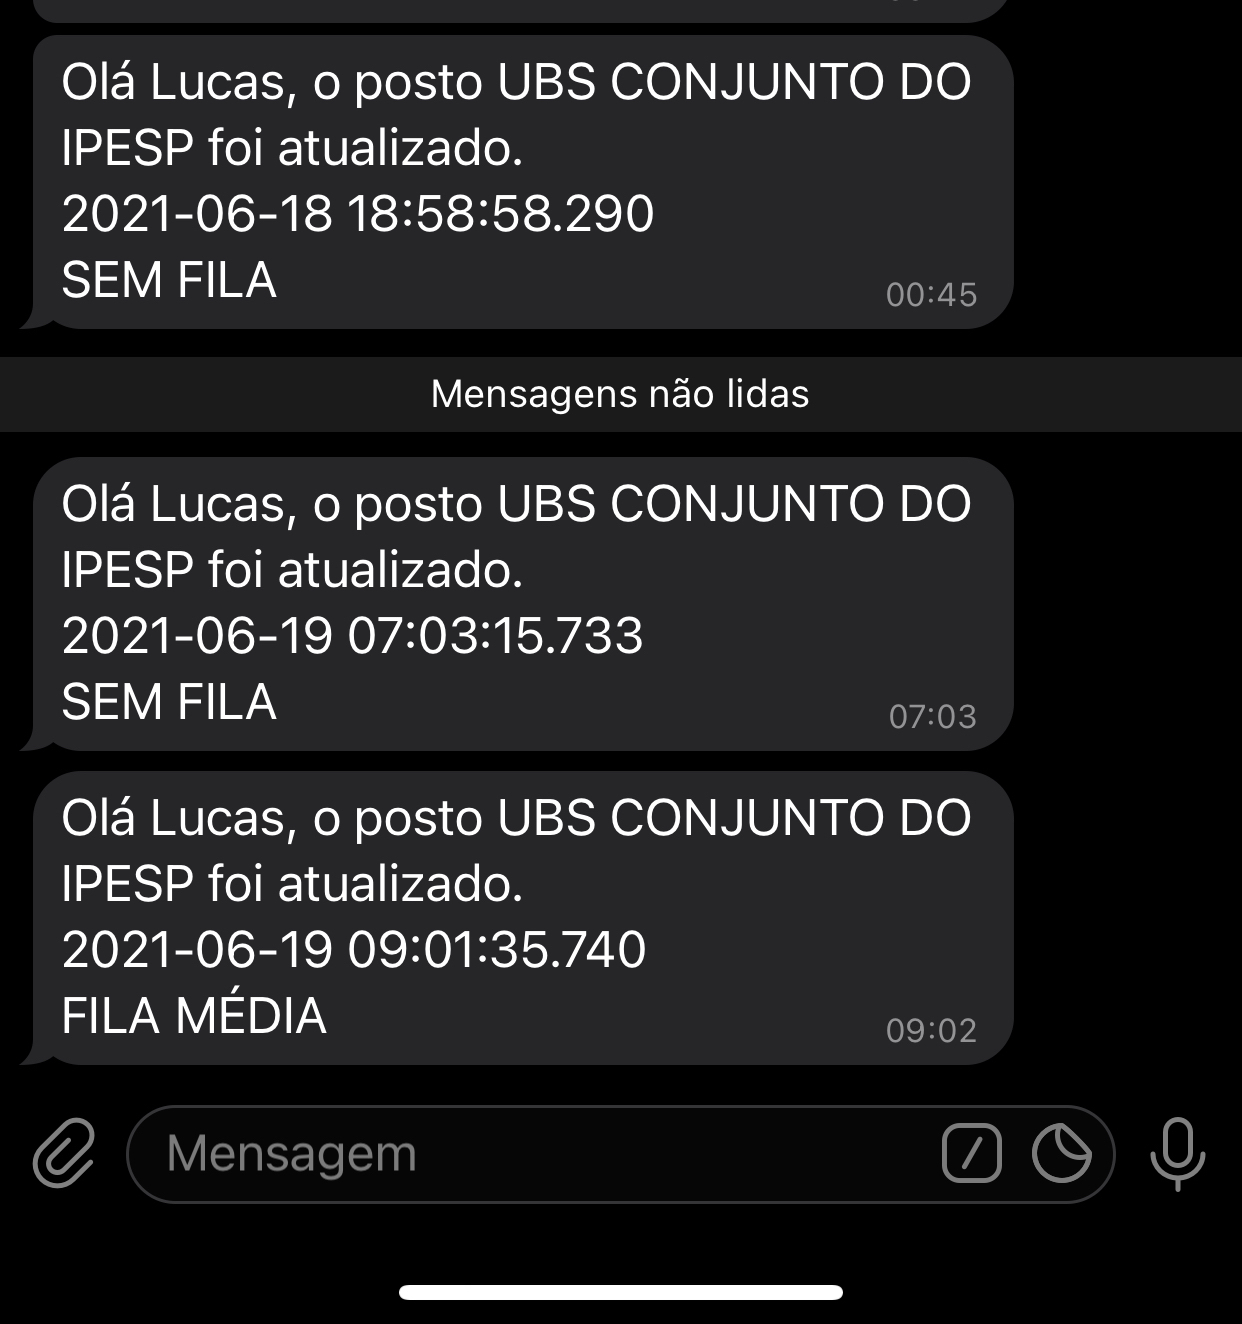 Olá Lucas, o posto UBS CONJUNTO DO
IPESP foi atualizado.
2021-06-18 18:58:58.290
SEM FILA
00:45
Mensagens não lidas
Olá Lucas, o posto UBS CONJUNTO DO
IPESP foi atualizado.
2021-06-19 07:03:15.733
SEM FILA
07:03
Olá Lucas, o posto UBS CONJUNTO DO
IPESP foi atualizado.
2021-06-19 09:01:35.740
FILA MÉDIA
09:02
Mensagem